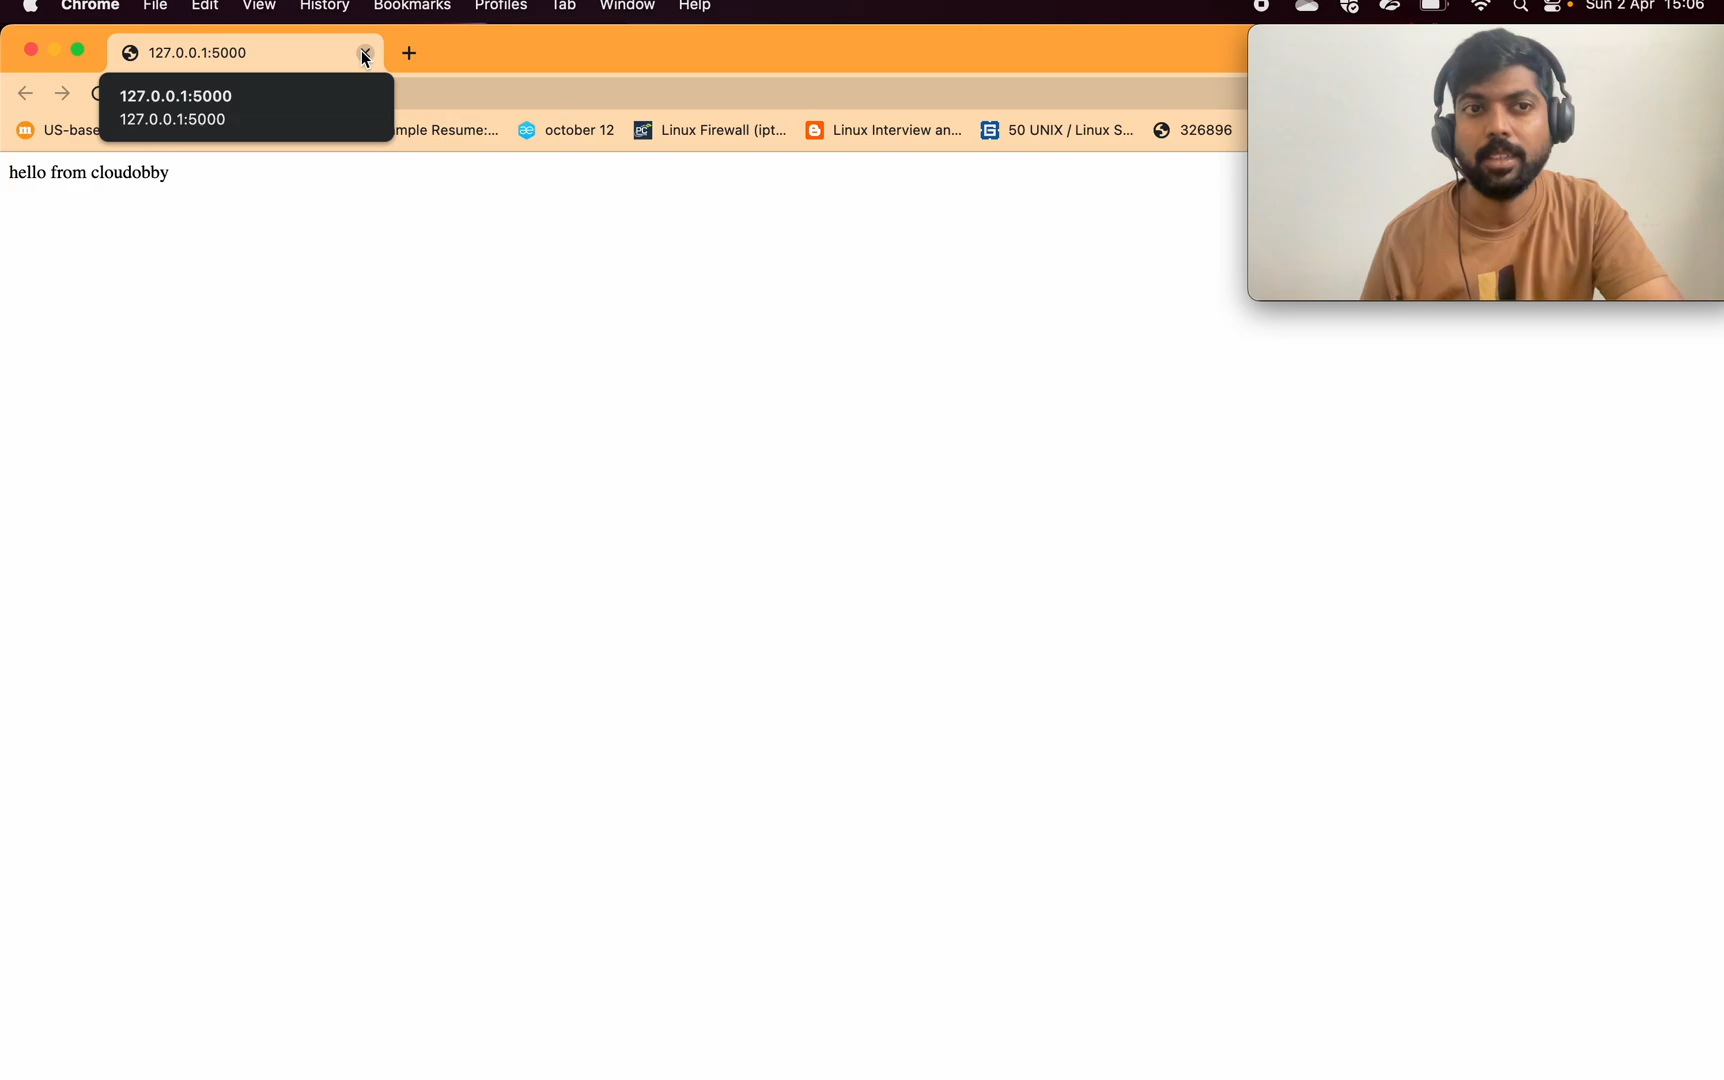 Chrome File Edit View History Bookmarks Profiles Tab Window Help Sun 2 Apr 15:06
127.0.0.1:5000
127.0.0.1:5000
127.0.0.1:5000
US-base mple Resume:... october 12 Linux Firewall (ipt... Linux Interview an... 50 UNIX / Linux S... 326896
hello from cloudobby